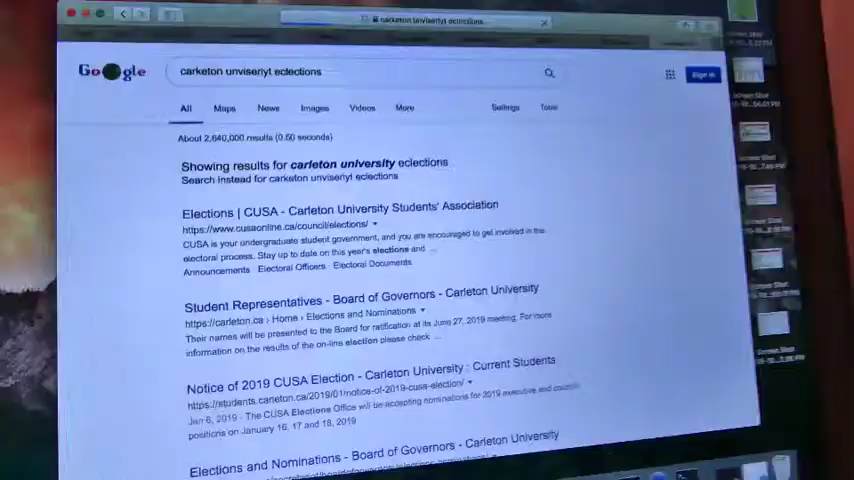 carketon unviseriyt eclections
Google
carketon unviseriyt eclections
Sign in
All Maps News Images Videos More Settings Tools
About 2,640,000 results (0.60 seconds)
Showing results for carleton university eclections
Search instead for carketon unviseriyt eclections
Elections | CUSA - Carleton University Students' Association
https://www.cusaonline.ca/council/elections/
CUSA is your undergraduate student government, and you are encouraged to get involved in the
electoral process. Stay up to date on this year's elections and ...
Announcements · Electoral Officers · Electoral Documents
Student Representatives - Board of Governors - Carleton University
https://carleton.ca › Home › Elections and Nominations
Their names will be presented to the Board for ratification at its June 27, 2019 meeting. For more
information on the results of the on-line election please check ...
Notice of 2019 CUSA Election - Carleton University : Current Students
https://students.carleton.ca/2019/01/notice-of-2019-cusa-election/
Jan 6, 2019 - The CUSA Elections Office will be accepting nominations for 2019 executive and council
positions on January 16, 17 and 18, 2019
Elections and Nominations - Board of Governors - Carleton University